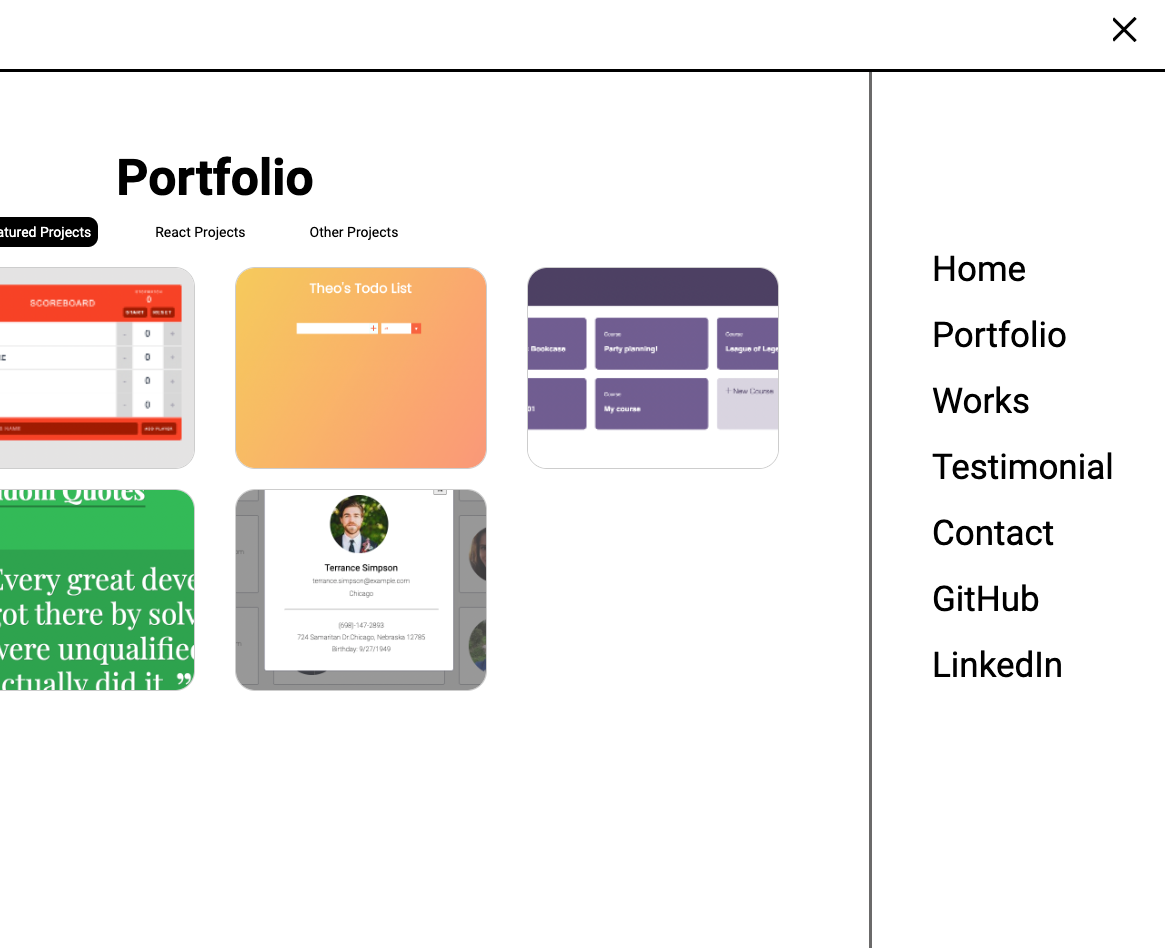 Portfolio
atured Projects
React Projects
Other Projects
SCOREBOARD
0
START RESET
- 0 +
- 0 +
- 0 +
- 0 +
ADD PLAYER
Theo's Todo List
Bookcase
Course
Party planning!
Course
League of Lege
01
Course
My course
+ New Course
dom Quotes
Every great deve
got there by solv
were unqualified
ctually did it. ”
Terrance Simpson
terrance.simpson@example.com
Chicago
(698)-147-2893
724 Samaritan Dr.Chicago, Nebraska 12785
Birthday: 9/27/1949
Home
Portfolio
Works
Testimonial
Contact
GitHub
LinkedIn